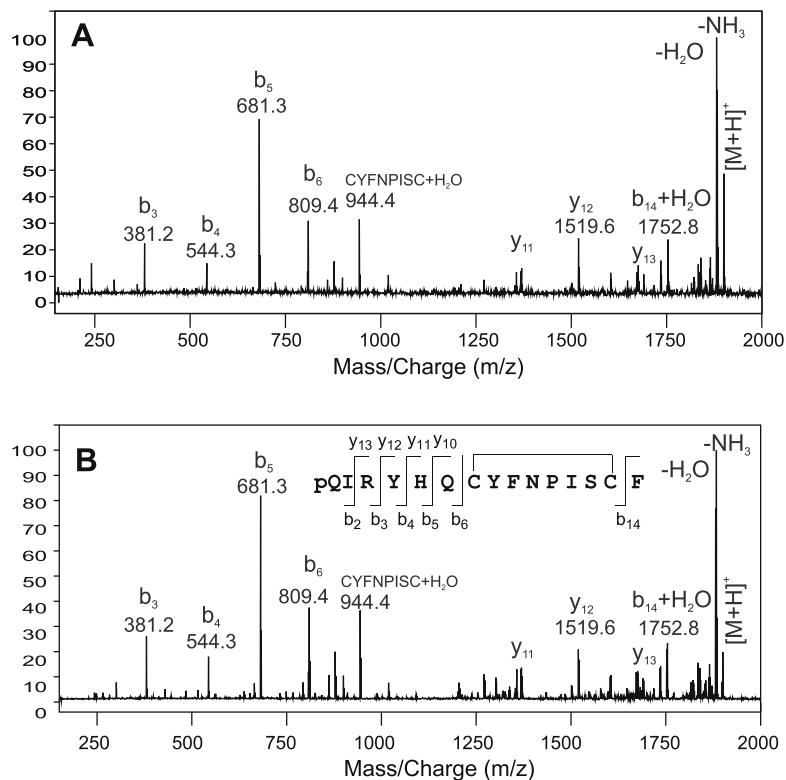 A
-NH₃
-H₂O
[M+H]⁺
b₅
681.3
b₆
809.4
CYFNPISC+H₂O
944.4
b₃
381.2
b₄
544.3
y₁₁
y₁₂
1519.6
y₁₃
b₁₄+H₂O
1752.8
100
90
80
70
60
50
40
30
20
10
0
250 500 750 1000 1250 1500 1750 2000
Mass/Charge (m/z)
B
y₁₃ y₁₂ y₁₁ y₁₀
pQIRYHQCYFNPISCF
b₂ b₃ b₄ b₅ b₆ b₁₄
-NH₃
-H₂O
[M+H]⁺
b₅
681.3
b₆
809.4
CYFNPISC+H₂O
944.4
b₃
381.2
b₄
544.3
y₁₁
y₁₂
1519.6
y₁₃
b₁₄+H₂O
1752.8
100
90
80
70
60
50
40
30
20
10
0
250 500 750 1000 1250 1500 1750 2000
Mass/Charge (m/z)